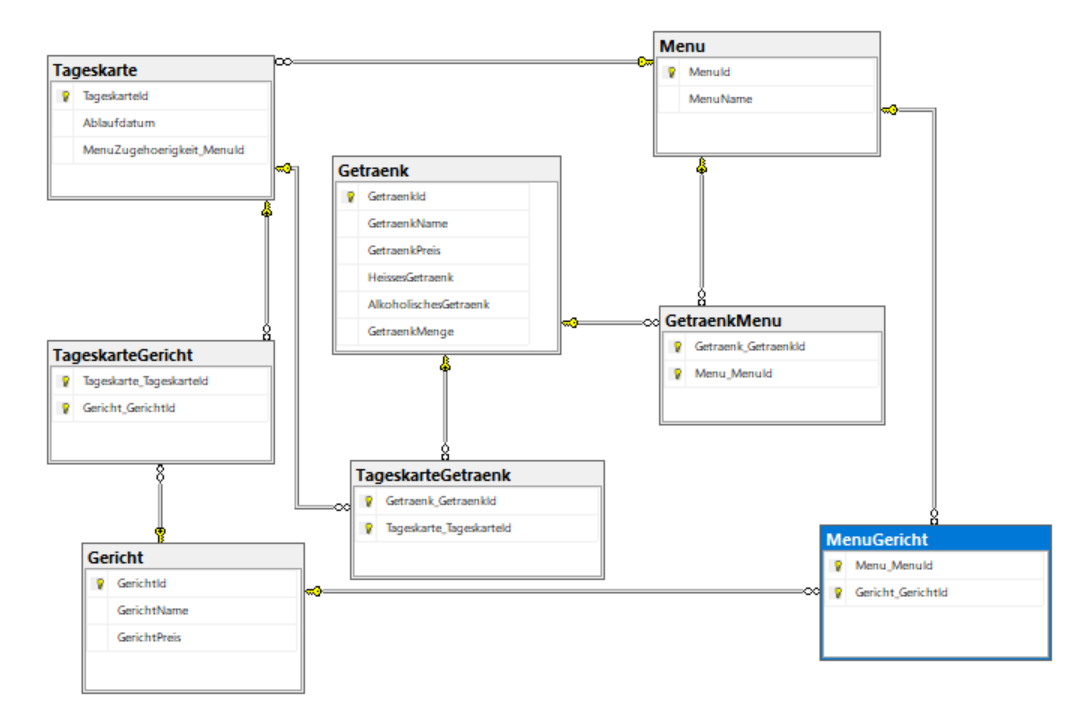 Tageskarte
TageskarteId
Ablaufdatum
MenuZugehoerigkeit_MenuId
Menu
MenuId
MenuName
Getraenk
GetraenkId
GetraenkName
GetraenkPreis
HeissesGetraenk
AlkoholischesGetraenk
GetraenkMenge
GetraenkMenu
Getraenk_GetraenkId
Menu_MenuId
TageskarteGericht
Tageskarte_TageskarteId
Gericht_GerichtId
TageskarteGetraenk
Getraenk_GetraenkId
Tageskarte_TageskarteId
Gericht
GerichtId
GerichtName
GerichtPreis
MenuGericht
Menu_MenuId
Gericht_GerichtId